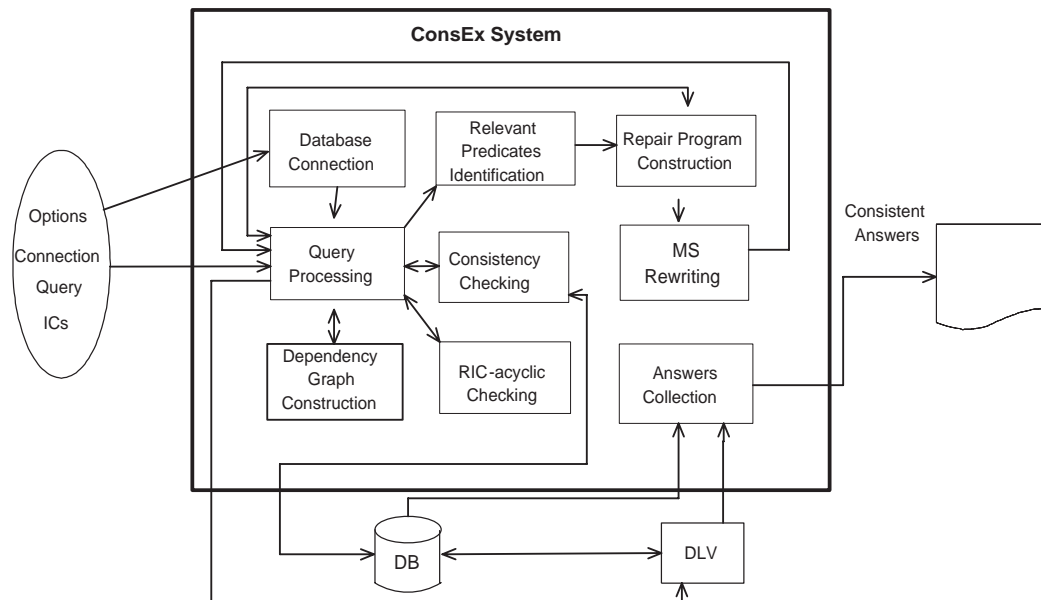 ConsEx System
Database
Connection
Relevant
Predicates
Identification
Repair Program
Construction
Options
Connection
Query
ICs
Query
Processing
Consistency
Checking
MS
Rewriting
Consistent
Answers
Dependency
Graph
Construction
RIC-acyclic
Checking
Answers
Collection
DB
DLV